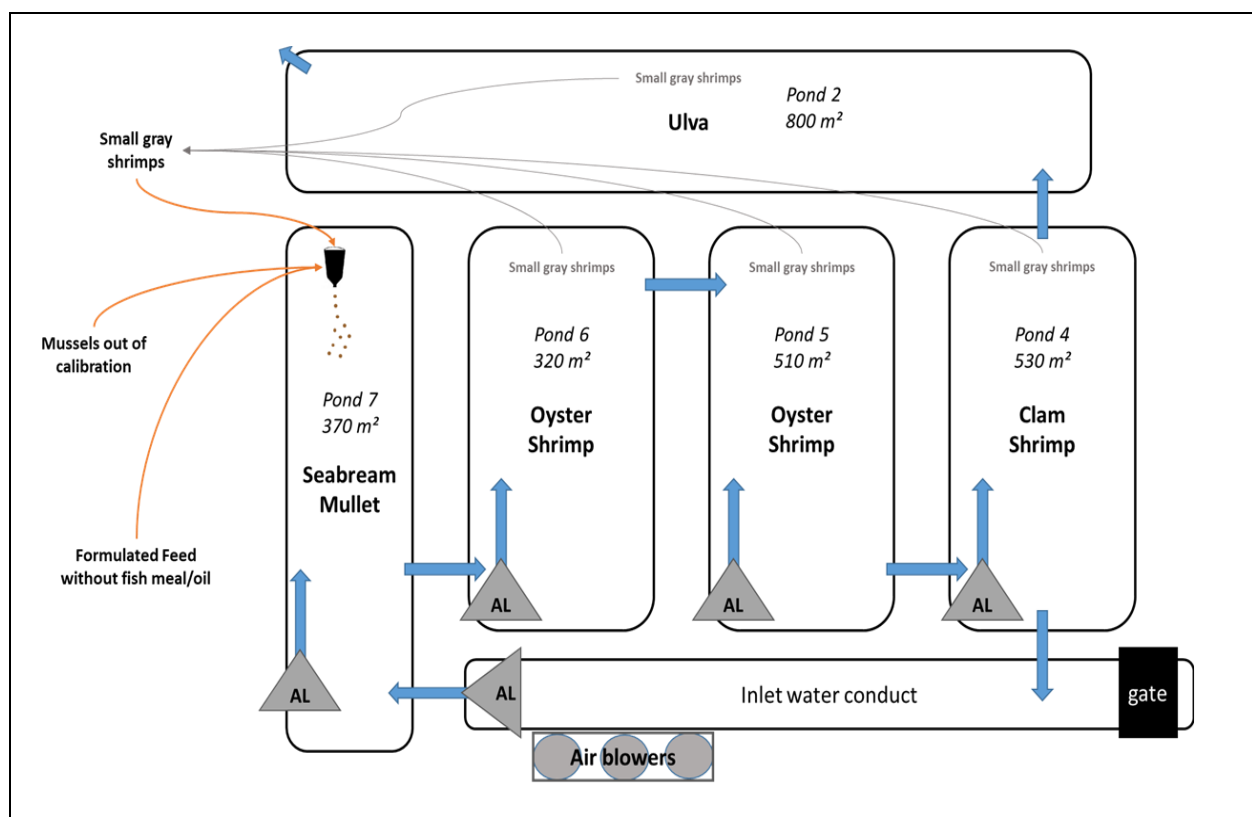 Small gray shrimps
Pond 2
800 m²
Ulva
Small gray
shrimps
Small gray shrimps
Small gray shrimps
Small gray shrimps
Mussels out of
calibration
Pond 7
370 m²
Seabream
Mullet
Pond 6
320 m²
Oyster
Shrimp
Pond 5
510 m²
Oyster
Shrimp
Pond 4
530 m²
Clam
Shrimp
Formulated Feed
without fish meal/oil
AL
AL
AL
AL
AL
Inlet water conduct
gate
Air blowers